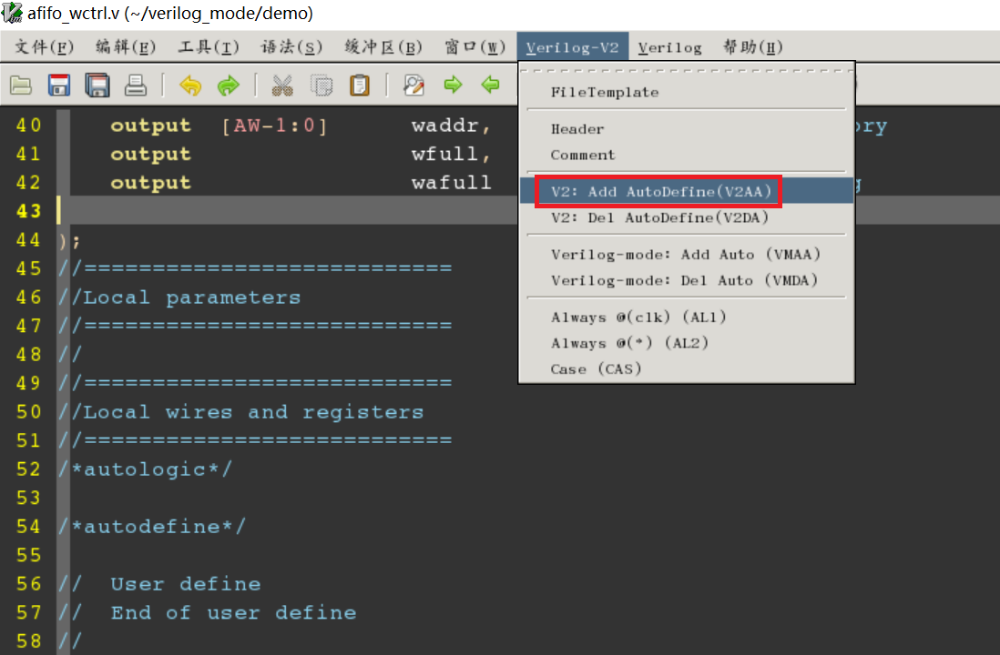 afifo_wctrl.v (~/verilog_mode/demo)
文件(F) 编辑(E) 工具(T) 语法(S) 缓冲区(B) 窗口(W) Verilog-V2 Verilog 帮助(H)
FileTemplate
Header
Comment
V2: Add AutoDefine(V2AA)
V2: Del AutoDefine(V2DA)
Verilog-mode: Add Auto (VMAA)
Verilog-mode: Del Auto (VMDA)
Always @(clk) (AL1)
Always @(*) (AL2)
Case (CAS)
40 output [AW-1:0] waddr,
41 output wfull,
42 output wafull
43
44 );
45 //===========================
46 //Local parameters
47 //===========================
48 //
49 //===========================
50 //Local wires and registers
51 //===========================
52 /*autologic*/
53
54 /*autodefine*/
55
56 // User define
57 // End of user define
58 //